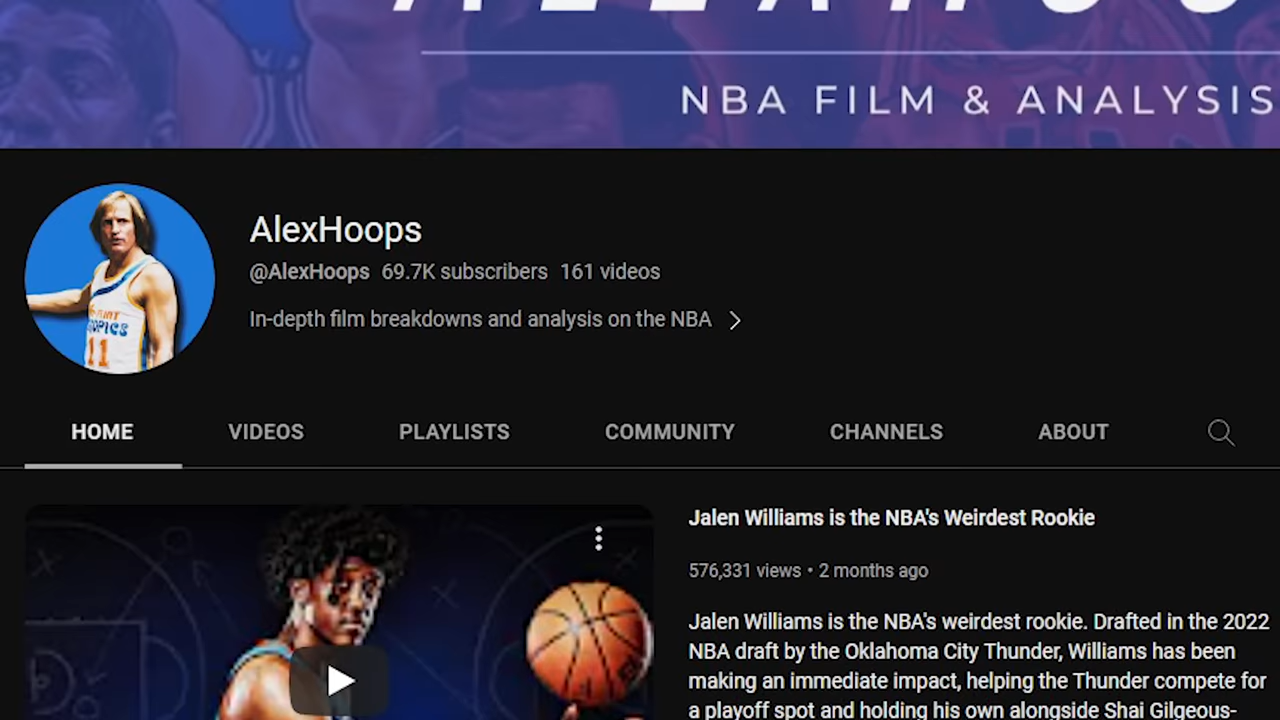 NBA FILM & ANALYSIS
AlexHoops
@AlexHoops 69.7K subscribers 161 videos
In-depth film breakdowns and analysis on the NBA
11
HOME VIDEOS PLAYLISTS COMMUNITY CHANNELS ABOUT
Jalen Williams is the NBA's Weirdest Rookie
576,331 views • 2 months ago
Jalen Williams is the NBA's weirdest rookie. Drafted in the 2022
NBA draft by the Oklahoma City Thunder, Williams has been
making an immediate impact, helping the Thunder compete for
a playoff spot and holding his own alongside Shai Gilgeous-